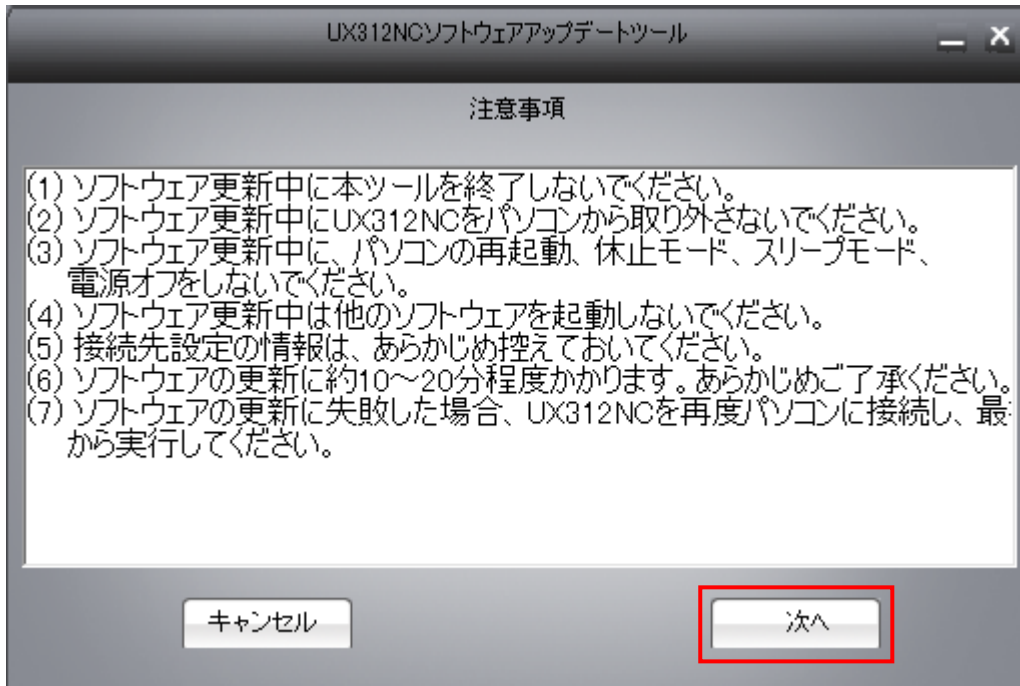 UX312NCソフトウェアアップデートツール
注意事項
(1) ソフトウェア更新中に本ツールを終了しないでください。
(2) ソフトウェア更新中にUX312NCをパソコンから取り外さないでください。
(3) ソフトウェア更新中に、パソコンの再起動、休止モード、スリープモード、
電源オフをしないでください。
(4) ソフトウェア更新中は他のソフトウェアを起動しないでください。
(5) 接続先設定の情報は、あらかじめ控えておいてください。
(6) ソフトウェアの更新に約10～20分程度かかります。あらかじめご了承ください。
(7) ソフトウェアの更新に失敗した場合、UX312NCを再度パソコンに接続し、最
から実行してください。
キャンセル
次へ